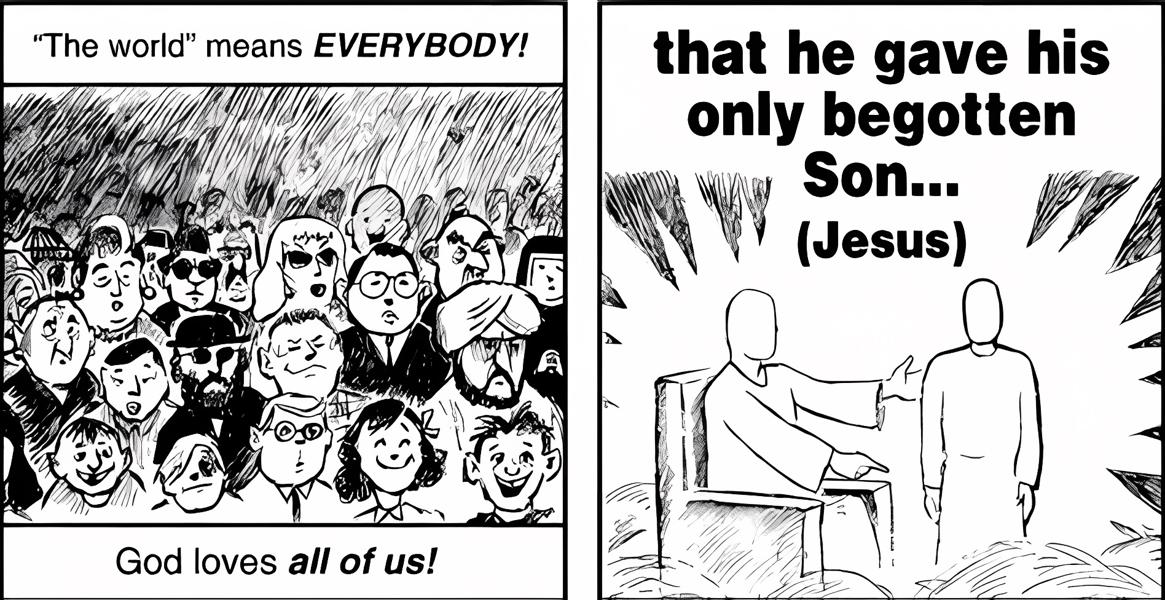 “The world” means EVERYBODY!
God loves all of us!
that he gave his
only begotten
Son...
(Jesus)